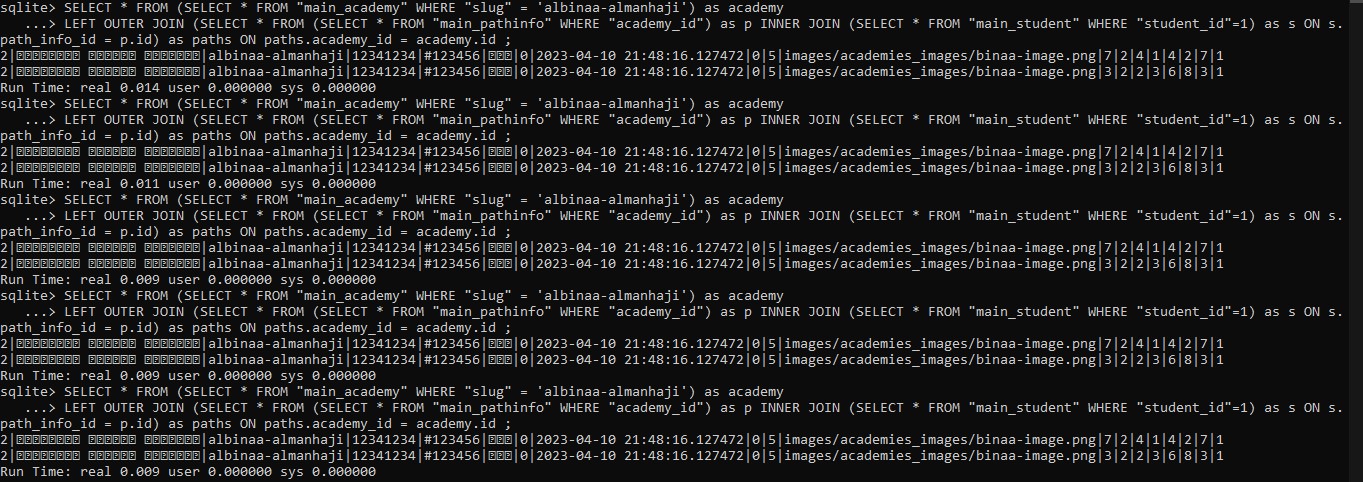 sqlite> SELECT * FROM (SELECT * FROM "main_academy" WHERE "slug" = 'albinaa-almanhaji') as academy
   ...> LEFT OUTER JOIN (SELECT * FROM (SELECT * FROM "main_pathinfo" WHERE "academy_id") as p INNER JOIN (SELECT * FROM "main_student" WHERE "student_id"=1) as s ON s.
path_info_id = p.id) as paths ON paths.academy_id = academy.id ;
2||albinaa-almanhaji|12341234|#123456||0|2023-04-10 21:48:16.127472|0|5|images/academies_images/binaa-image.png|7|2|4|1|4|2|7|1
2||albinaa-almanhaji|12341234|#123456||0|2023-04-10 21:48:16.127472|0|5|images/academies_images/binaa-image.png|3|2|2|3|6|8|3|1
Run Time: real 0.014 user 0.000000 sys 0.000000
sqlite> SELECT * FROM (SELECT * FROM "main_academy" WHERE "slug" = 'albinaa-almanhaji') as academy
   ...> LEFT OUTER JOIN (SELECT * FROM (SELECT * FROM "main_pathinfo" WHERE "academy_id") as p INNER JOIN (SELECT * FROM "main_student" WHERE "student_id"=1) as s ON s.
path_info_id = p.id) as paths ON paths.academy_id = academy.id ;
2||albinaa-almanhaji|12341234|#123456||0|2023-04-10 21:48:16.127472|0|5|images/academies_images/binaa-image.png|7|2|4|1|4|2|7|1
2||albinaa-almanhaji|12341234|#123456||0|2023-04-10 21:48:16.127472|0|5|images/academies_images/binaa-image.png|3|2|2|3|6|8|3|1
Run Time: real 0.011 user 0.000000 sys 0.000000
sqlite> SELECT * FROM (SELECT * FROM "main_academy" WHERE "slug" = 'albinaa-almanhaji') as academy
   ...> LEFT OUTER JOIN (SELECT * FROM (SELECT * FROM "main_pathinfo" WHERE "academy_id") as p INNER JOIN (SELECT * FROM "main_student" WHERE "student_id"=1) as s ON s.
path_info_id = p.id) as paths ON paths.academy_id = academy.id ;
2||albinaa-almanhaji|12341234|#123456||0|2023-04-10 21:48:16.127472|0|5|images/academies_images/binaa-image.png|7|2|4|1|4|2|7|1
2||albinaa-almanhaji|12341234|#123456||0|2023-04-10 21:48:16.127472|0|5|images/academies_images/binaa-image.png|3|2|2|3|6|8|3|1
Run Time: real 0.009 user 0.000000 sys 0.000000
sqlite> SELECT * FROM (SELECT * FROM "main_academy" WHERE "slug" = 'albinaa-almanhaji') as academy
   ...> LEFT OUTER JOIN (SELECT * FROM (SELECT * FROM "main_pathinfo" WHERE "academy_id") as p INNER JOIN (SELECT * FROM "main_student" WHERE "student_id"=1) as s ON s.
path_info_id = p.id) as paths ON paths.academy_id = academy.id ;
2||albinaa-almanhaji|12341234|#123456||0|2023-04-10 21:48:16.127472|0|5|images/academies_images/binaa-image.png|7|2|4|1|4|2|7|1
2||albinaa-almanhaji|12341234|#123456||0|2023-04-10 21:48:16.127472|0|5|images/academies_images/binaa-image.png|3|2|2|3|6|8|3|1
Run Time: real 0.009 user 0.000000 sys 0.000000
sqlite> SELECT * FROM (SELECT * FROM "main_academy" WHERE "slug" = 'albinaa-almanhaji') as academy
   ...> LEFT OUTER JOIN (SELECT * FROM (SELECT * FROM "main_pathinfo" WHERE "academy_id") as p INNER JOIN (SELECT * FROM "main_student" WHERE "student_id"=1) as s ON s.
path_info_id = p.id) as paths ON paths.academy_id = academy.id ;
2||albinaa-almanhaji|12341234|#123456||0|2023-04-10 21:48:16.127472|0|5|images/academies_images/binaa-image.png|7|2|4|1|4|2|7|1
2||albinaa-almanhaji|12341234|#123456||0|2023-04-10 21:48:16.127472|0|5|images/academies_images/binaa-image.png|3|2|2|3|6|8|3|1
Run Time: real 0.009 user 0.000000 sys 0.000000